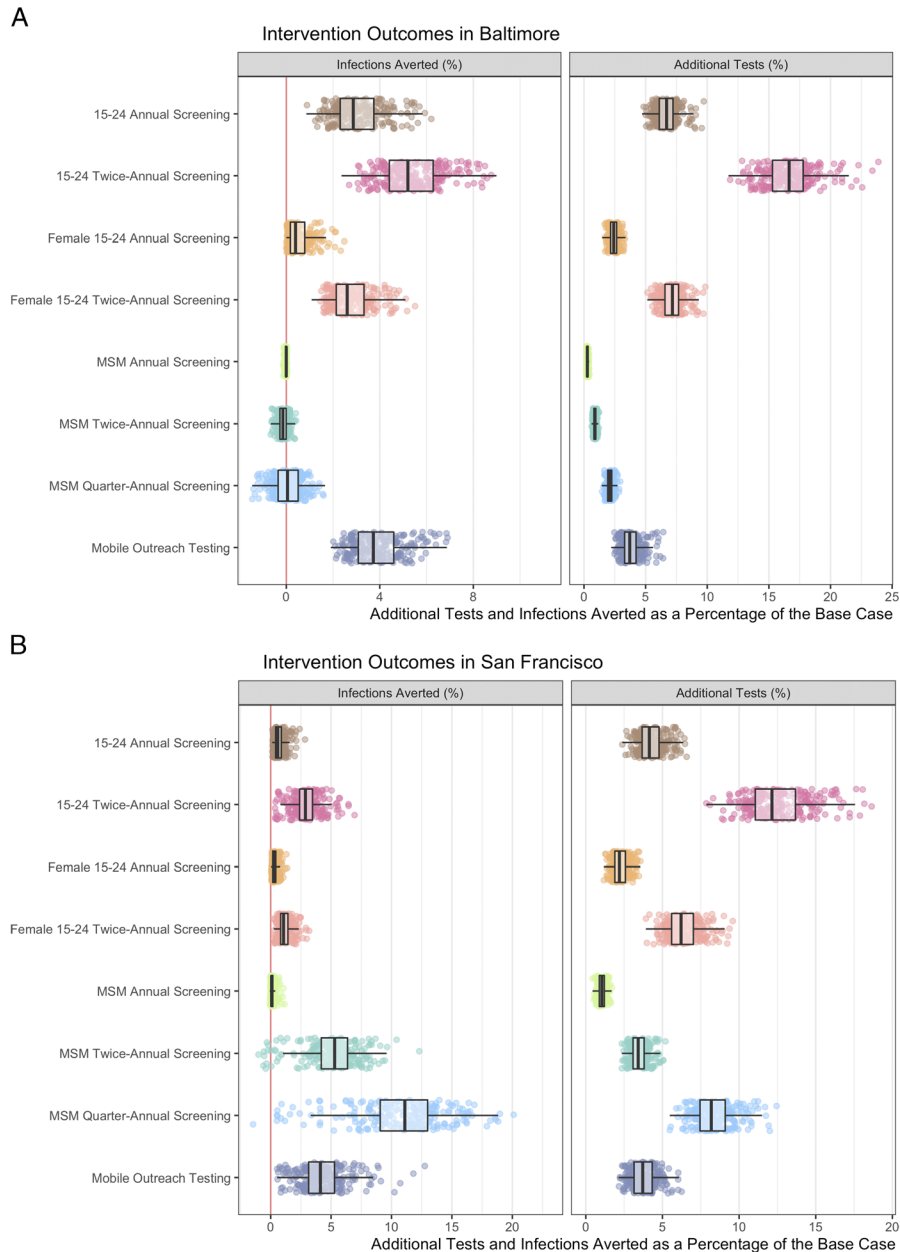 A
Intervention Outcomes in Baltimore
Infections Averted (%)
Additional Tests (%)
15-24 Annual Screening
15-24 Twice-Annual Screening
Female 15-24 Annual Screening
Female 15-24 Twice-Annual Screening
MSM Annual Screening
MSM Twice-Annual Screening
MSM Quarter-Annual Screening
Mobile Outreach Testing
0 4 8
0 5 10 15 20 25
Additional Tests and Infections Averted as a Percentage of the Base Case
B
Intervention Outcomes in San Francisco
Infections Averted (%)
Additional Tests (%)
15-24 Annual Screening
15-24 Twice-Annual Screening
Female 15-24 Annual Screening
Female 15-24 Twice-Annual Screening
MSM Annual Screening
MSM Twice-Annual Screening
MSM Quarter-Annual Screening
Mobile Outreach Testing
0 5 10 15 20
0 5 10 15 20
Additional Tests and Infections Averted as a Percentage of the Base Case